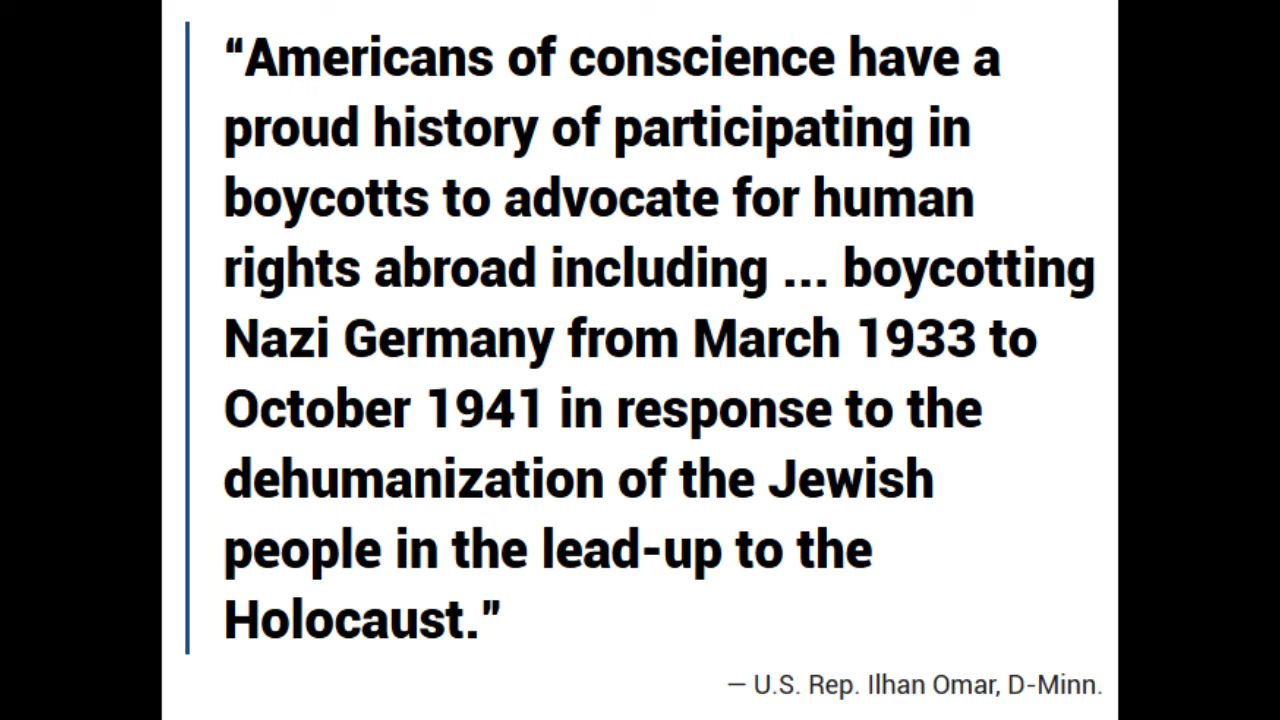 “Americans of conscience have a
proud history of participating in
boycotts to advocate for human
rights abroad including ... boycotting
Nazi Germany from March 1933 to
October 1941 in response to the
dehumanization of the Jewish
people in the lead-up to the
Holocaust.”
— U.S. Rep. Ilhan Omar, D-Minn.